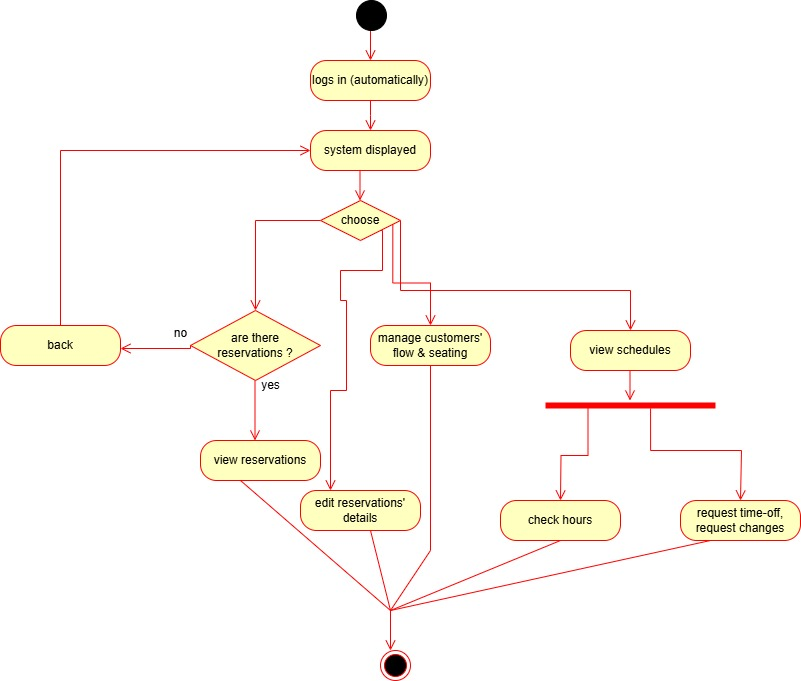 logs in (automatically)
system displayed
choose
no
are there
reservations ?
back
manage customers'
flow & seating
view schedules
yes
view reservations
edit reservations'
details
check hours
request time-off,
request changes